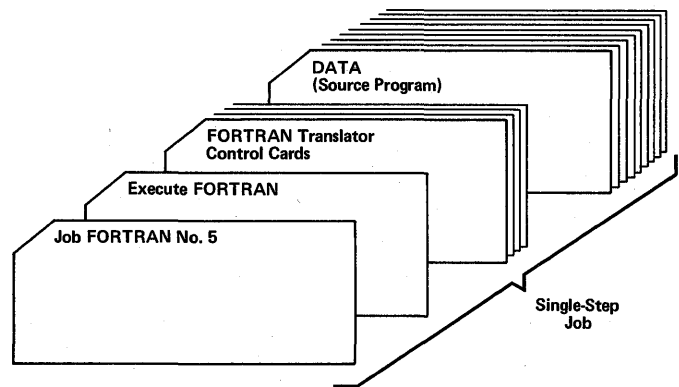 DATA
(Source Program)
FORTRAN Translator
Control Cards
Execute FORTRAN
Job FORTRAN No. 5
Single-Step
Job